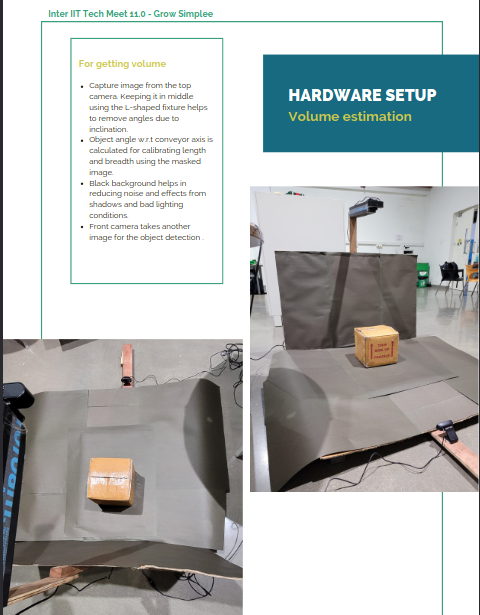 Inter IIT Tech Meet 11.0 - Grow Simplee
For getting volume
• Capture image from the top
camera. Keeping it in middle
using the L-shaped fixture helps
to remove angles due to
inclination.
• Object angle w.r.t conveyor axis is
calculated for calibrating length
and breadth using the masked
image.
• Black background helps in
reducing noise and effects from
shadows and bad lighting
conditions.
• Front camera takes another
image for the object detection .
HARDWARE SETUP
Volume estimation